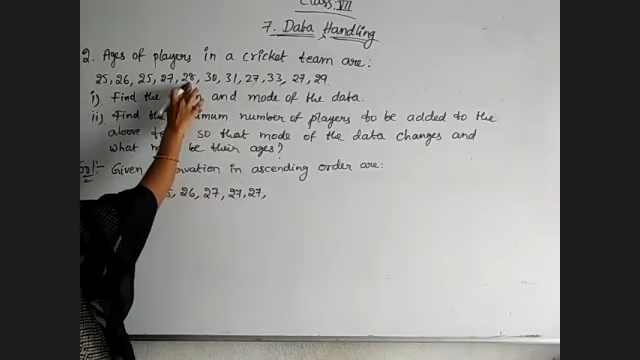 Class: VII
7. Data Handling
2. Ages of players in a cricket team are:
25, 26, 25, 27, 28, 30, 31, 27, 33, 27, 29.
i) Find the and mode of the data.
ii) Find the number of players to be added to the
above so that mode of the data changes and
what be their ages?
Sol:- Given in ascending order are:
26, 27, 27, 27,